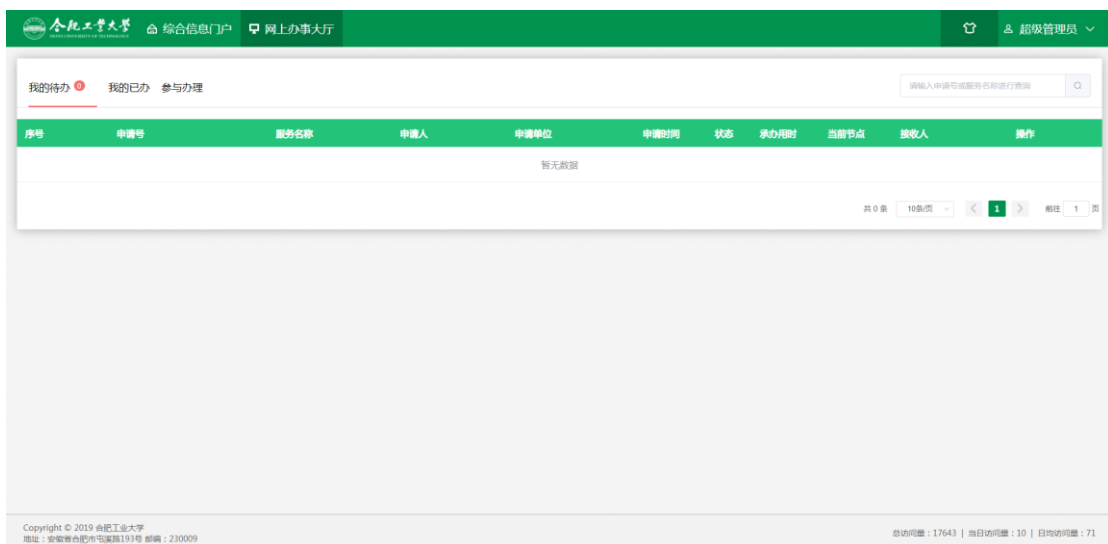 合肥工业大学 综合信息门户 网上办事大厅 超级管理员
HEFEI UNIVERSITY OF TECHNOLOGY
我的待办 0 我的已办 参与办理 请输入申请号或服务名称进行查询
序号 申请号 服务名称 申请人 申请单位 申请时间 状态 承办用时 当前节点 接收人 操作
暂无数据
共 0 条 10条/页 1 前往 1 页
Copyright © 2019 合肥工业大学
地址：安徽省合肥市屯溪路193号 邮编：230009
总访问量：17643 | 当日访问量：10 | 日均访问量：71